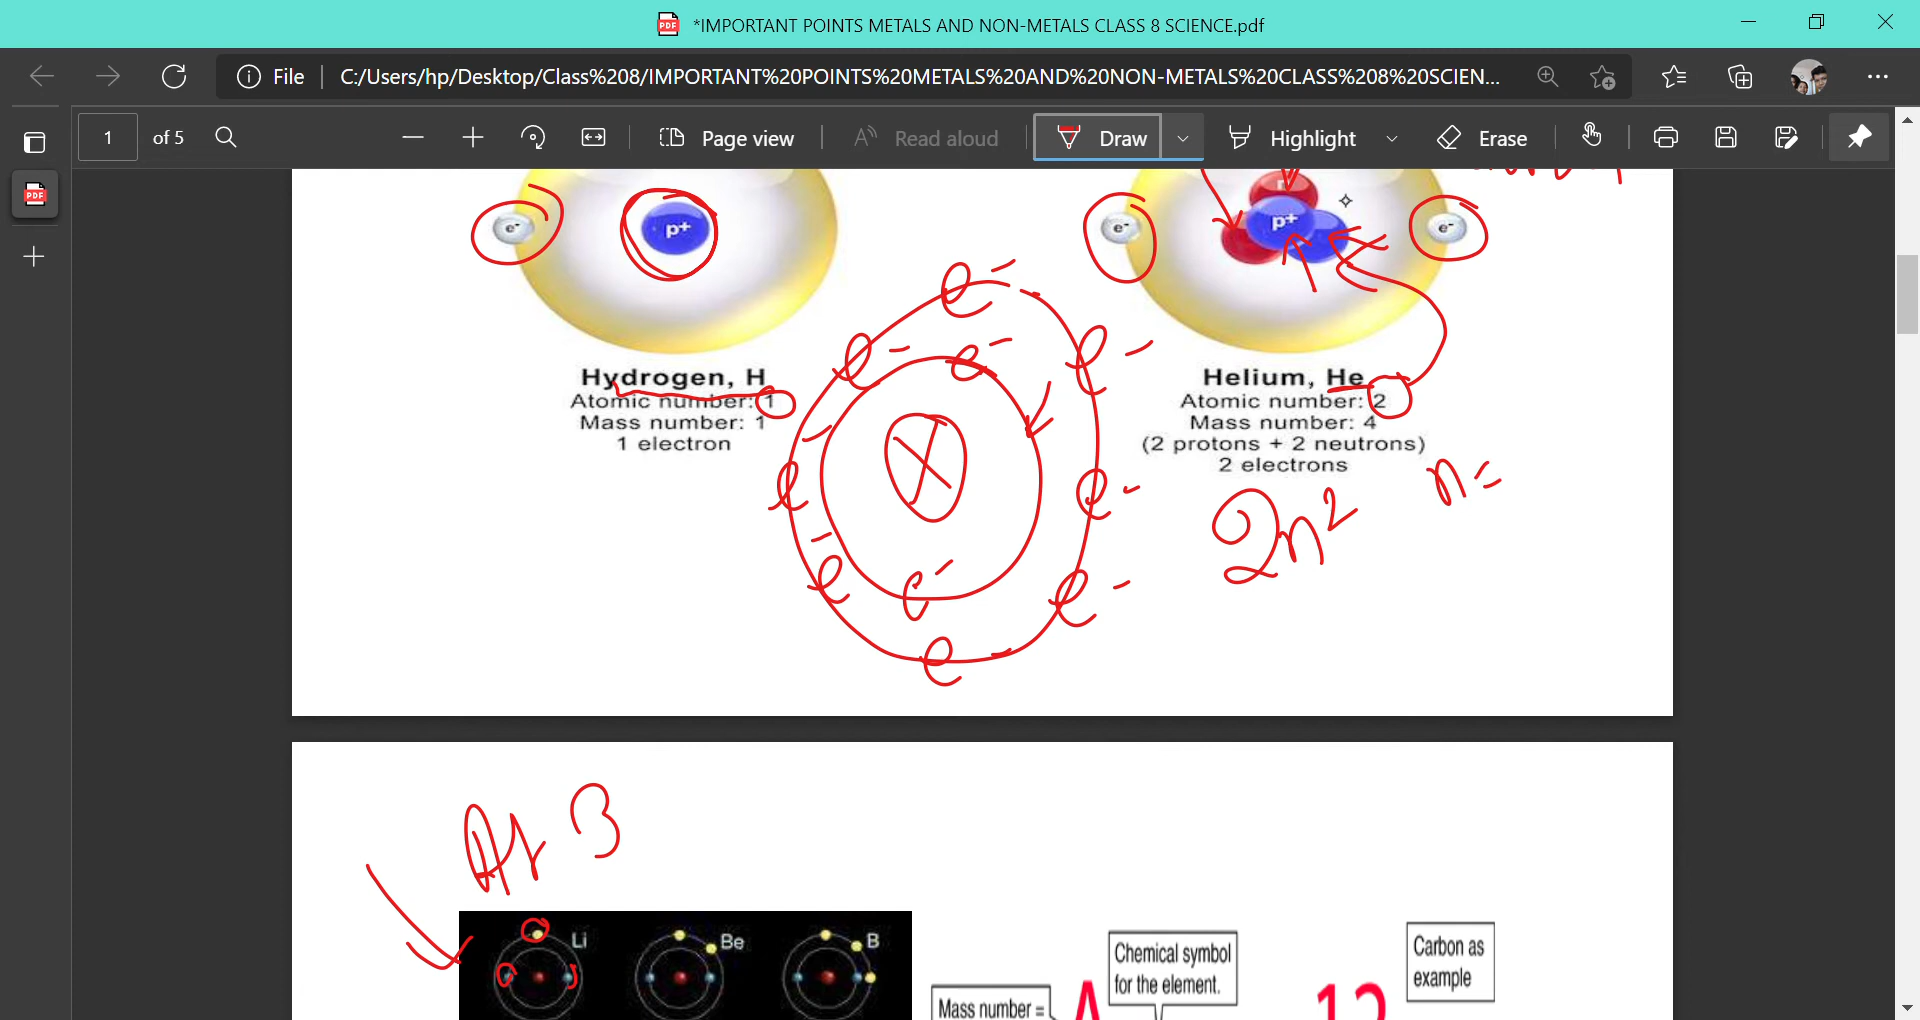 *IMPORTANT POINTS METALS AND NON-METALS CLASS 8 SCIENCE.pdf
File C:/Users/hp/Desktop/Class%208/IMPORTANT%20POINTS%20METALS%20AND%20NON-METALS%20CLASS%208%20SCIEN...
1 of 5 Page view Read aloud Draw Highlight Erase
PDF
e- p+ e- p+ e-
e-
e- e- e-
Hydrogen, H
Atomic number: 1
Mass number: 1
1 electron
Helium, He
Atomic number: 2
Mass number: 4
(2 protons + 2 neutrons)
2 electrons
X
e- e- n=
2n²
e- e- e-
e-
3
Li Be B
Chemical symbol
for the element.
Carbon as
example
Mass number =
A 12